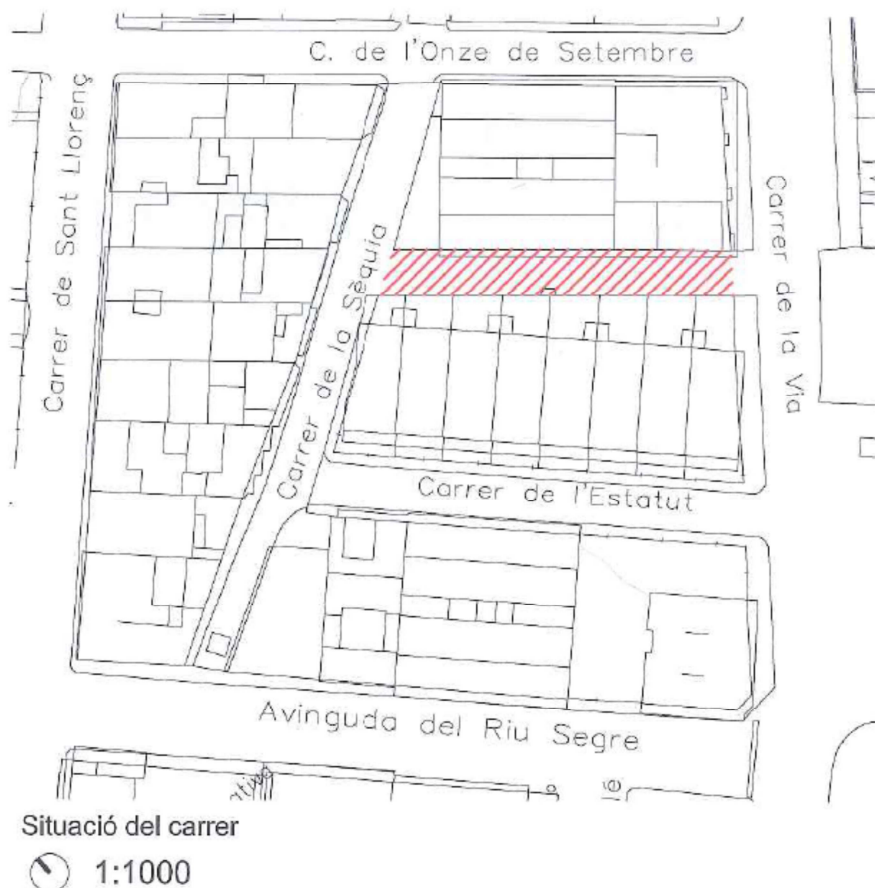 C. de l'Onze de Setembre
Carrer de Sant Llorenç
Carrer de la Sèquia
Carrer de la Via
Carrer de l'Estatut
Avinguda del Riu Segre
Situació del carrer
1:1000